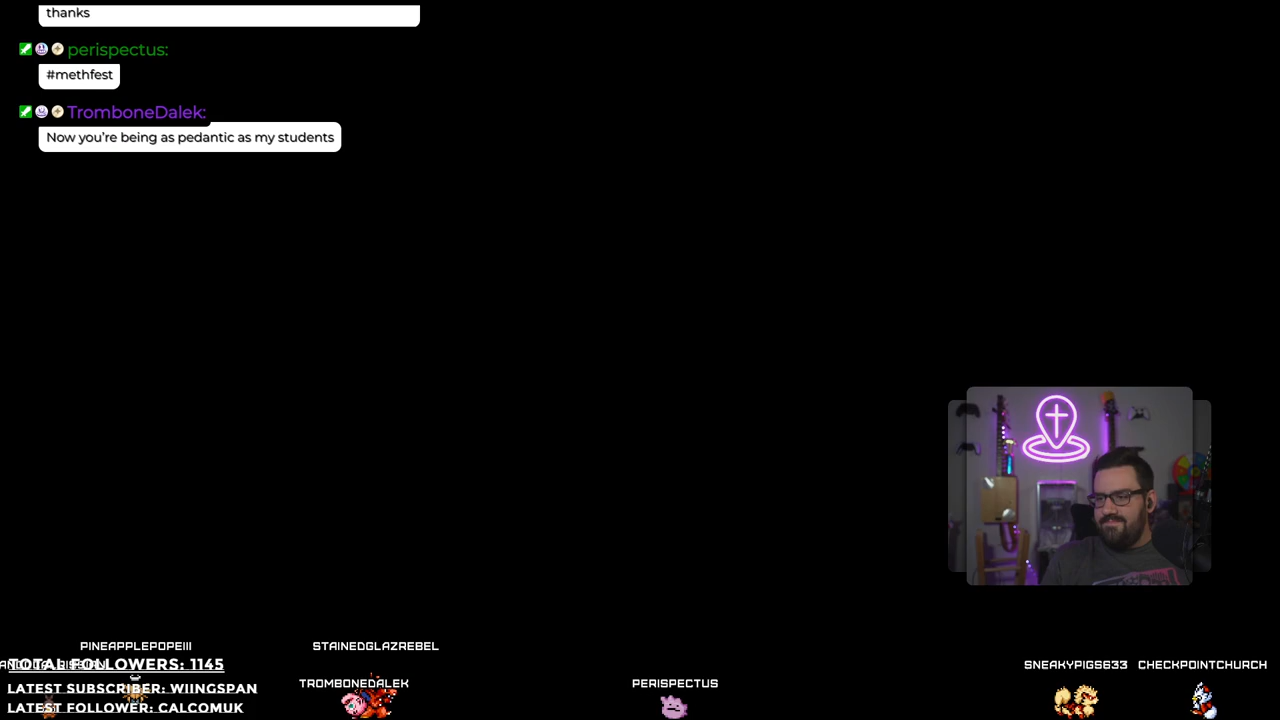 thanks
perispectus:
#methfest
TromboneDalek:
Now you're being as pedantic as my students
PINEAPPLEPOPEIII
STAINEDGLAZREBEL
TOTAL FOLLOWERS: 1145
SNEAKYPIGS633
CHECKPOINTCHURCH
TROMBONEDALEK
PERISPECTUS
LATEST SUBSCRIBER: WIINGSPAN
LATEST FOLLOWER: CALCOMUK